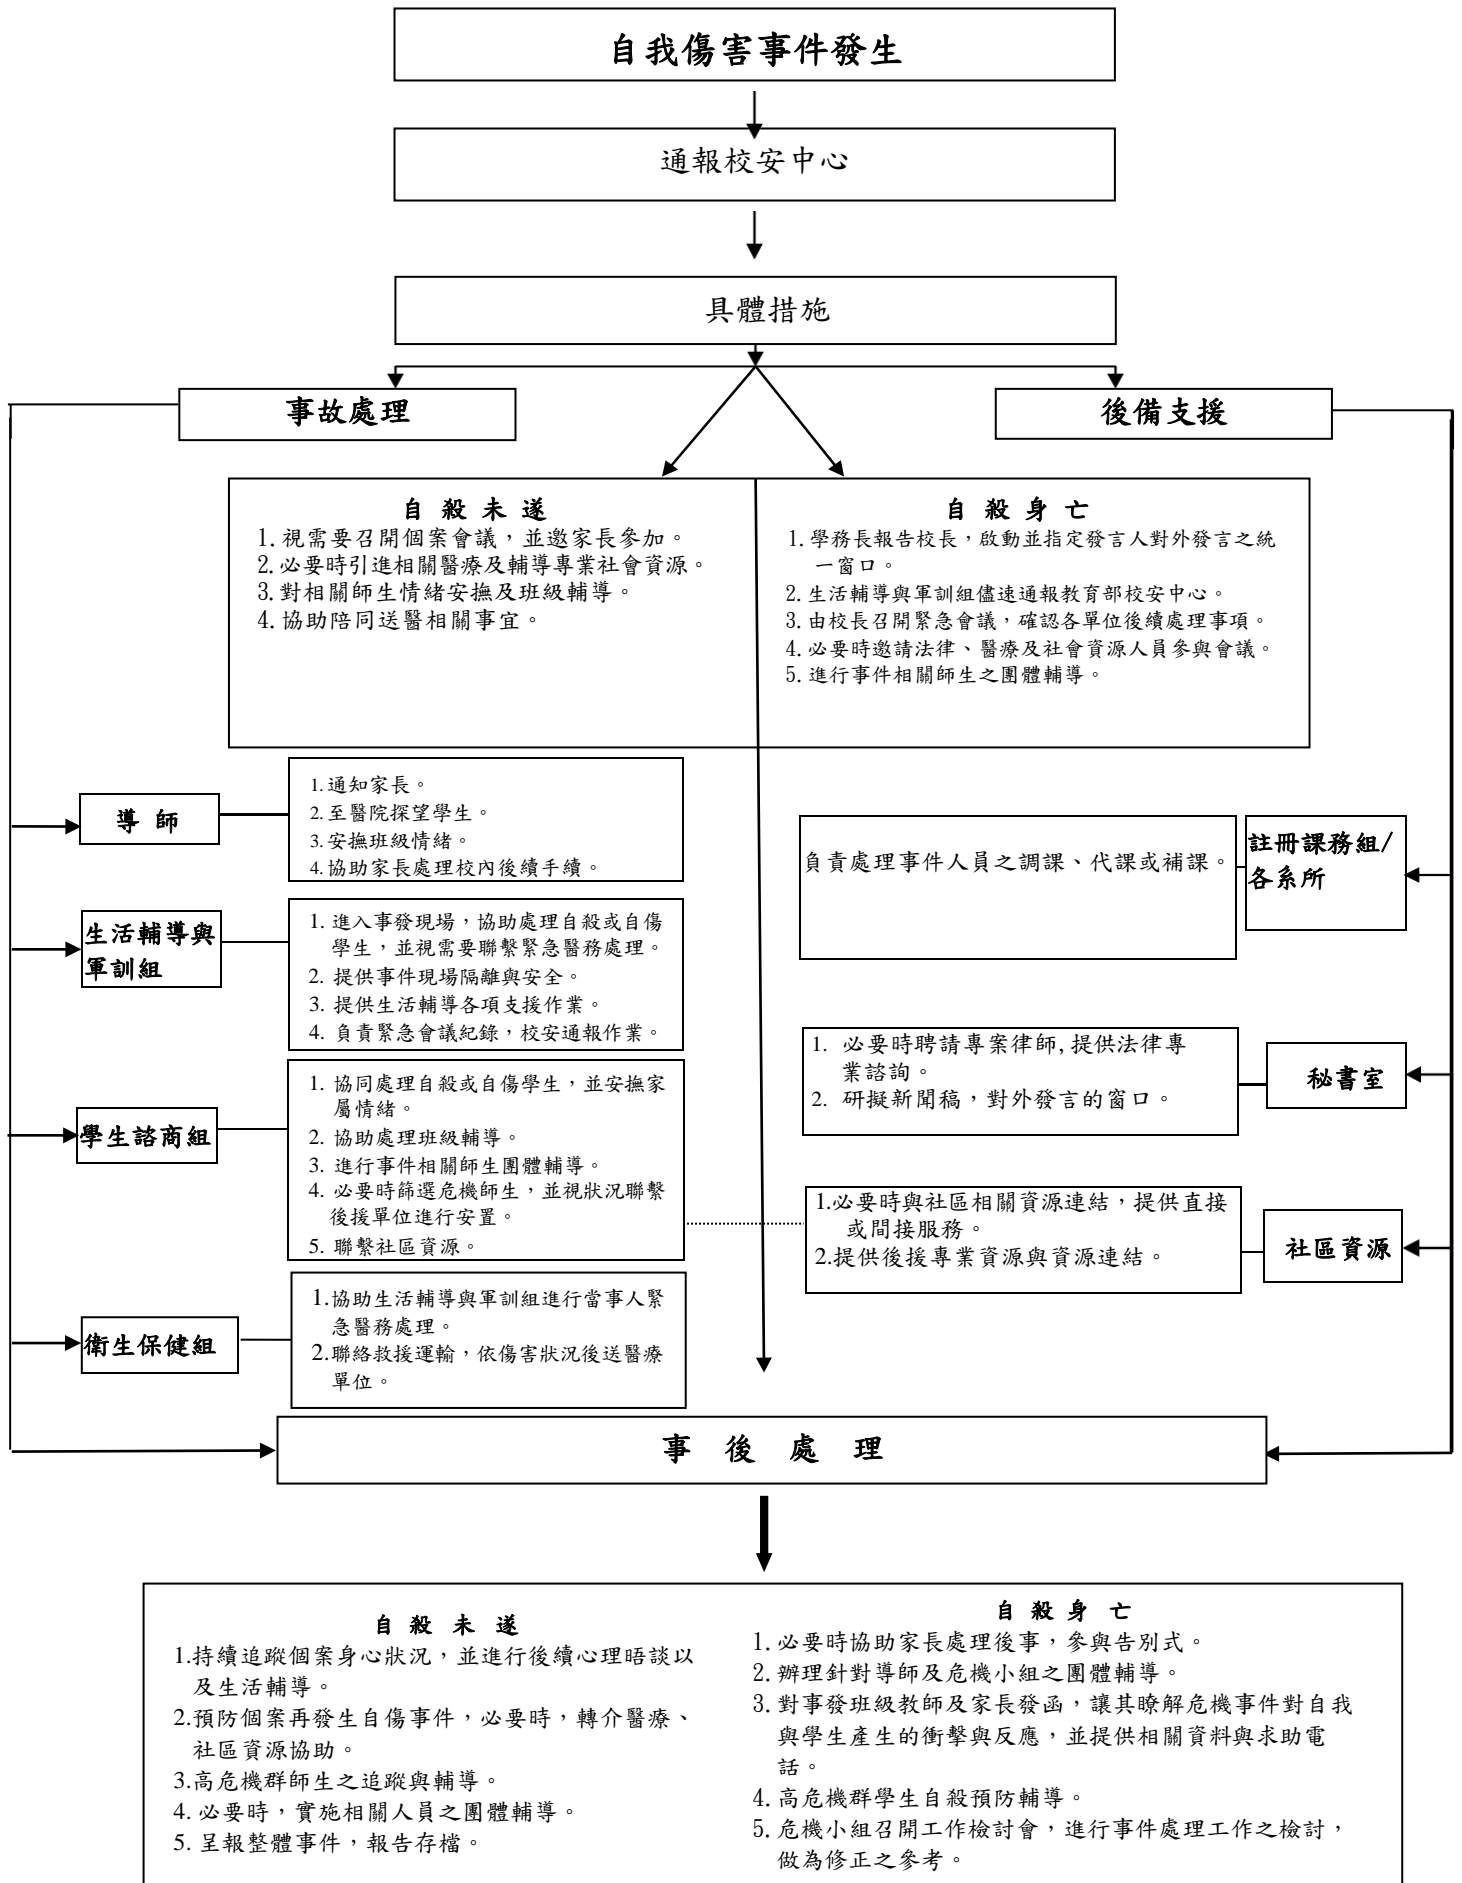 自我傷害事件發生
通報校安中心
具體措施
事故處理
後備支援
自殺未遂
1.視需要召開個案會議，並邀家長參加。
2.必要時引進相關醫療及輔導專業社會資源。
3.對相關師生情緒安撫及班級輔導。
4.協助陪同送醫相關事宜。
自殺身亡
1.學務長報告校長，啟動並指定發言人對外發言之統
一窗口。
2.生活輔導與軍訓組儘速通報教育部校安中心。
3.由校長召開緊急會議，確認各單位後續處理事項。
4.必要時邀請法律、醫療及社會資源人員參與會議。
5.進行事件相關師生之團體輔導。
導師
1.通知家長。
2.至醫院探望學生。
3.安撫班級情緒。
4.協助家長處理校內後續手續。
生活輔導與
軍訓組
1. 進入事發現場，協助處理自殺或自傷
學生，並視需要聯繫緊急醫務處理。
2. 提供事件現場隔離與安全。
3. 提供生活輔導各項支援作業。
4. 負責緊急會議紀錄，校安通報作業。
學生諮商組
1. 協同處理自殺或自傷學生，並安撫家
屬情緒。
2. 協助處理班級輔導。
3. 進行事件相關師生團體輔導。
4. 必要時篩選危機師生，並視狀況聯繫
後援單位進行安置。
5. 聯繫社區資源。
衛生保健組
1.協助生活輔導與軍訓組進行當事人緊
急醫務處理。
2.聯絡救援運輸，依傷害狀況後送醫療
單位。
負責處理事件人員之調課、代課或補課。
註冊課務組/
各系所
1. 必要時聘請專案律師,提供法律專
業諮詢。
2. 研擬新聞稿，對外發言的窗口。
秘書室
1.必要時與社區相關資源連結，提供直接
或間接服務。
2.提供後援專業資源與資源連結。
社區資源
事後處理
自殺未遂
1.持續追蹤個案身心狀況，並進行後續心理晤談以
及生活輔導。
2.預防個案再發生自傷事件，必要時，轉介醫療、
社區資源協助。
3.高危機群師生之追蹤與輔導。
4.必要時，實施相關人員之團體輔導。
5.呈報整體事件，報告存檔。
自殺身亡
1.必要時協助家長處理後事，參與告別式。
2.辦理針對導師及危機小組之團體輔導。
3.對事發班級教師及家長發函，讓其瞭解危機事件對自我
與學生產生的衝擊與反應，並提供相關資料與求助電
話。
4.高危機群學生自殺預防輔導。
5.危機小組召開工作檢討會，進行事件處理工作之檢討，
做為修正之參考。